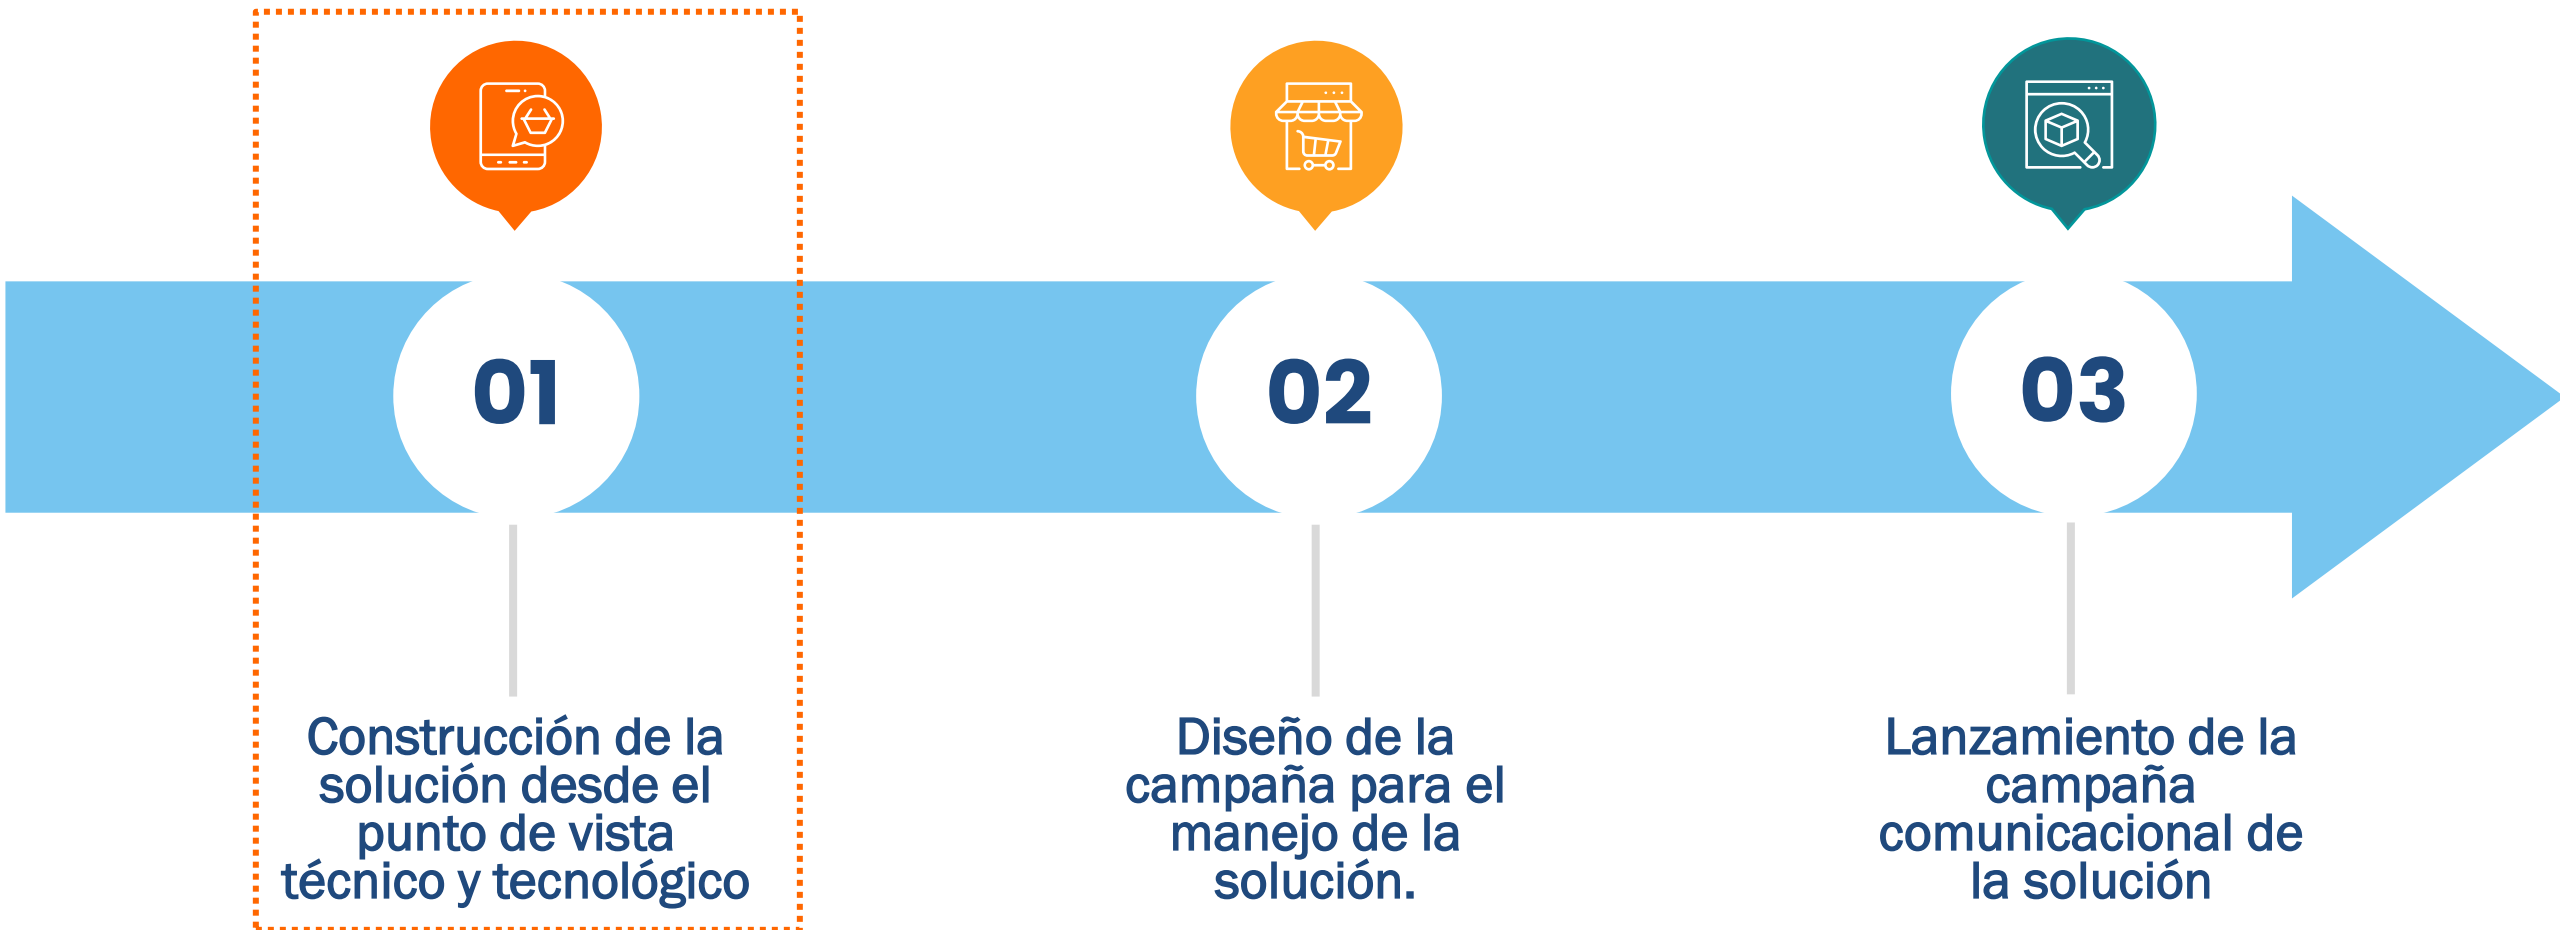 01
Construcción de la
solución desde el
punto de vista
técnico y tecnológico
02
Diseño de la
campaña para el
manejo de la
solución.
03
Lanzamiento de la
campaña
comunicacional de
la solución